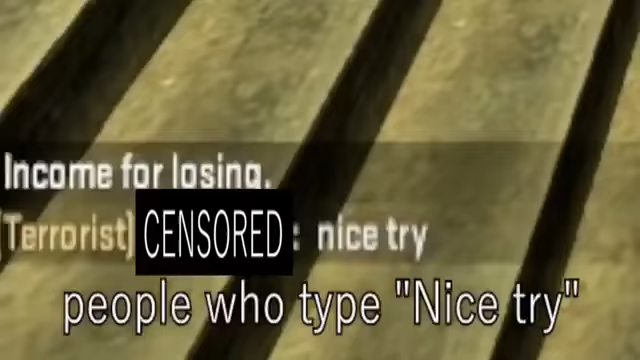 Income for losing.
(Terrorist) CENSORED : nice try
people who type "Nice try"